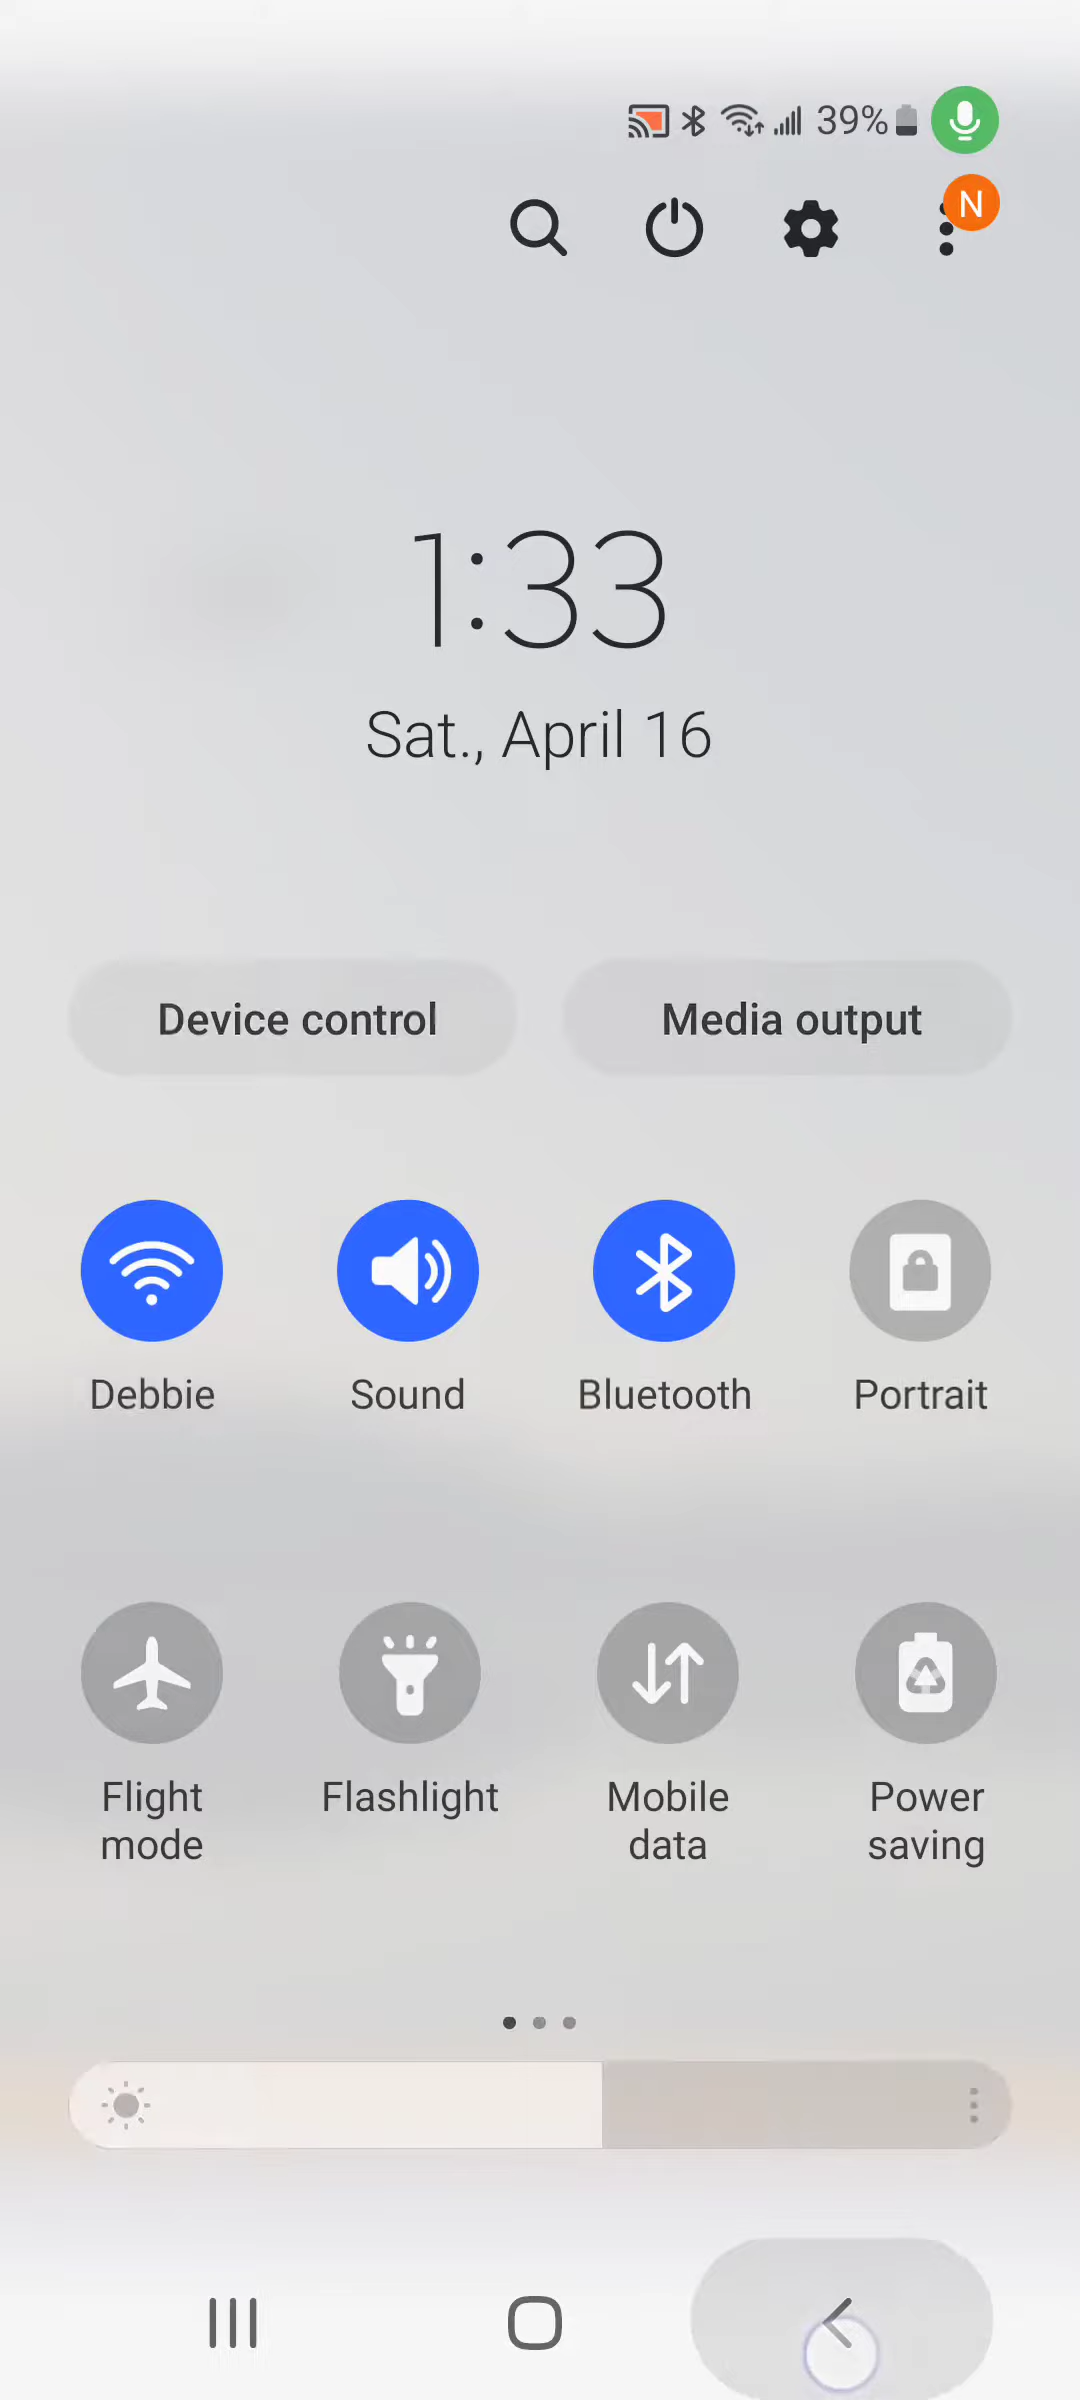 39%
N
1:33
Sat., April 16
Device control
Media output
Debbie
Sound
Bluetooth
Portrait
Flight
mode
Flashlight
Mobile
data
Power
saving